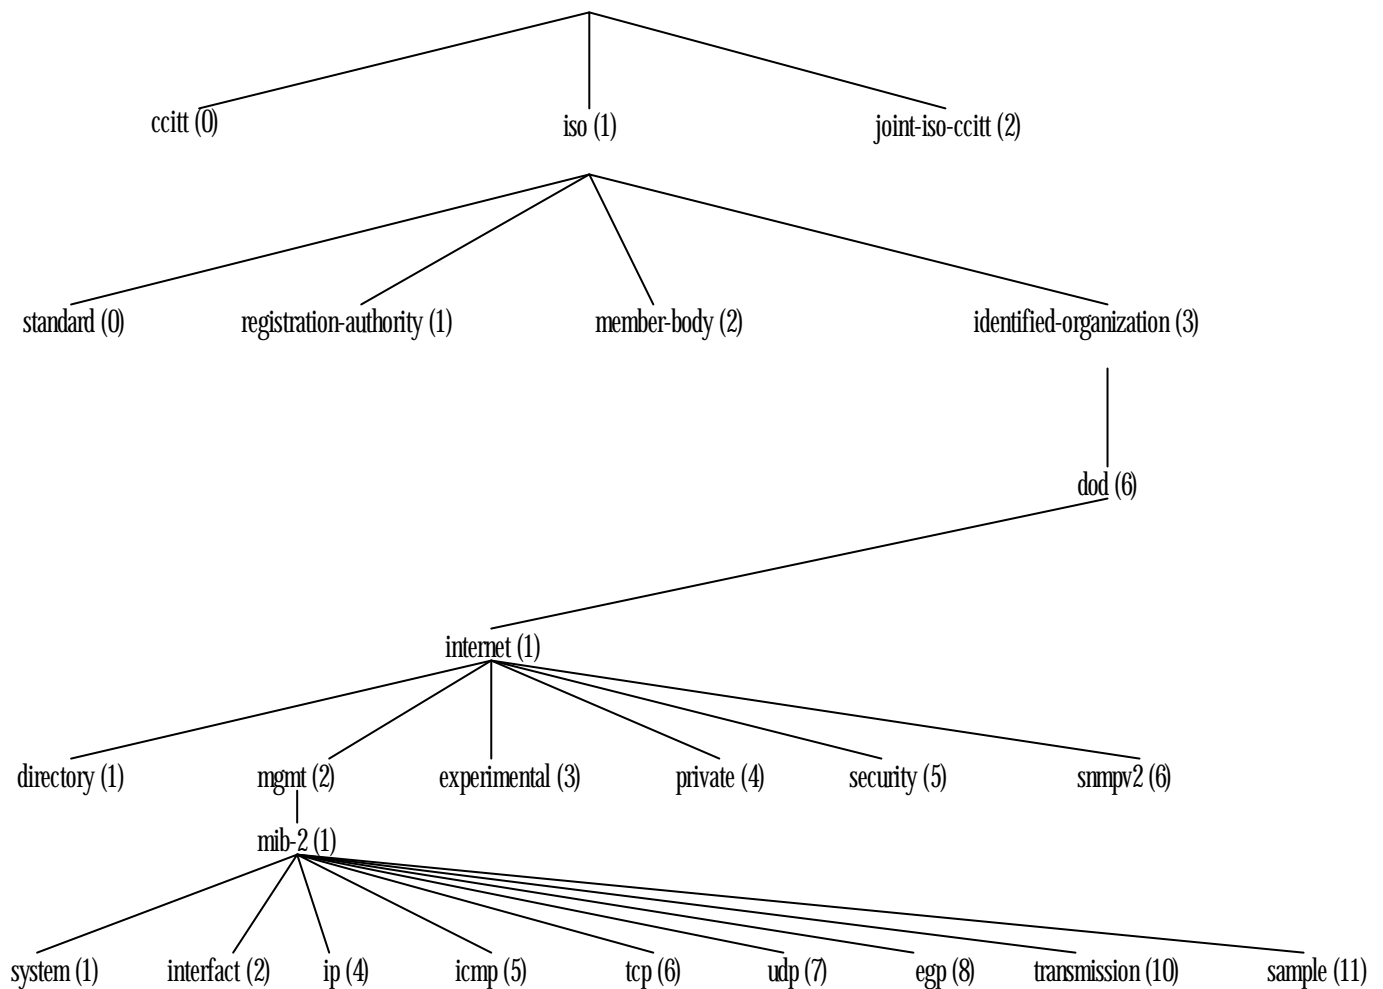 ccitt (0) iso (1) joint-iso-ccitt (2)
standard (0) registration-authority (1) member-body (2) identified-organization (3)
dod (6)
internet (1)
directory (1) mgmt (2) experimental (3) private (4) security (5) snmpv2 (6)
mib-2 (1)
system (1) interfact (2) ip (4) icmp (5) tcp (6) udp (7) egp (8) transmission (10) sample (11)